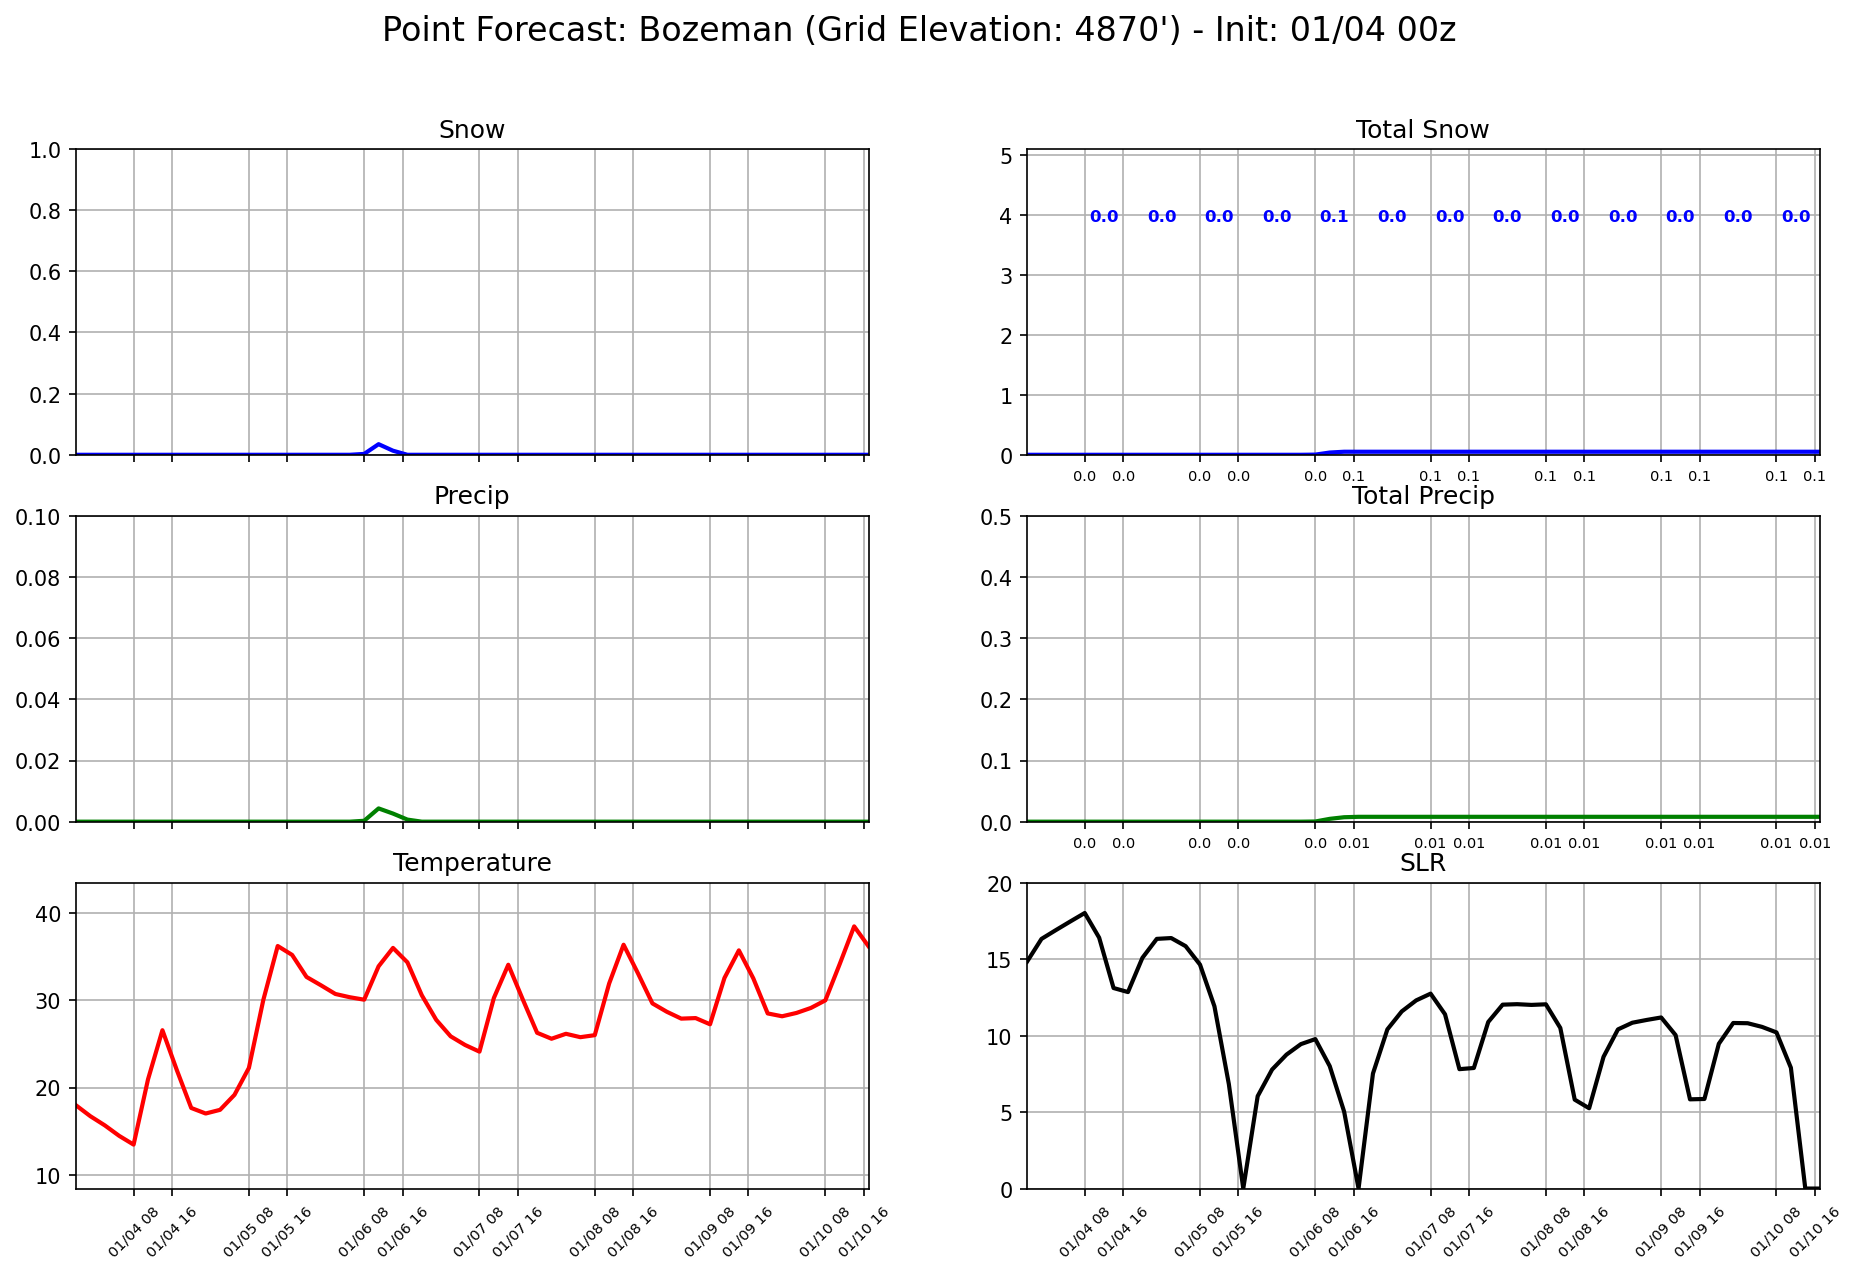 Point Forecast: Bozeman (Grid Elevation: 4870') - Init: 01/04 00z
Snow
1.0
0.8
0.6
0.4
0.2
0.0
Total Snow
5
4
3
2
1
0
0.0 0.0 0.0 0.0 0.1 0.0 0.0 0.0 0.0 0.0 0.0 0.0 0.0
0.0 0.0 0.0 0.0 0.0 0.1 0.1 0.1 0.1 0.1 0.1 0.1 0.1 0.1
Precip
0.10
0.08
0.06
0.04
0.02
0.00
Total Precip
0.5
0.4
0.3
0.2
0.1
0.0
0.0 0.0 0.0 0.0 0.0 0.01 0.01 0.01 0.01 0.01 0.01 0.01 0.01 0.01
Temperature
40
30
20
10
01/04 08 01/04 16 01/05 08 01/05 16 01/06 08 01/06 16 01/07 08 01/07 16 01/08 08 01/08 16 01/09 08 01/09 16 01/10 08 01/10 16
SLR
20
15
10
5
0
01/04 08 01/04 16 01/05 08 01/05 16 01/06 08 01/06 16 01/07 08 01/07 16 01/08 08 01/08 16 01/09 08 01/09 16 01/10 08 01/10 16